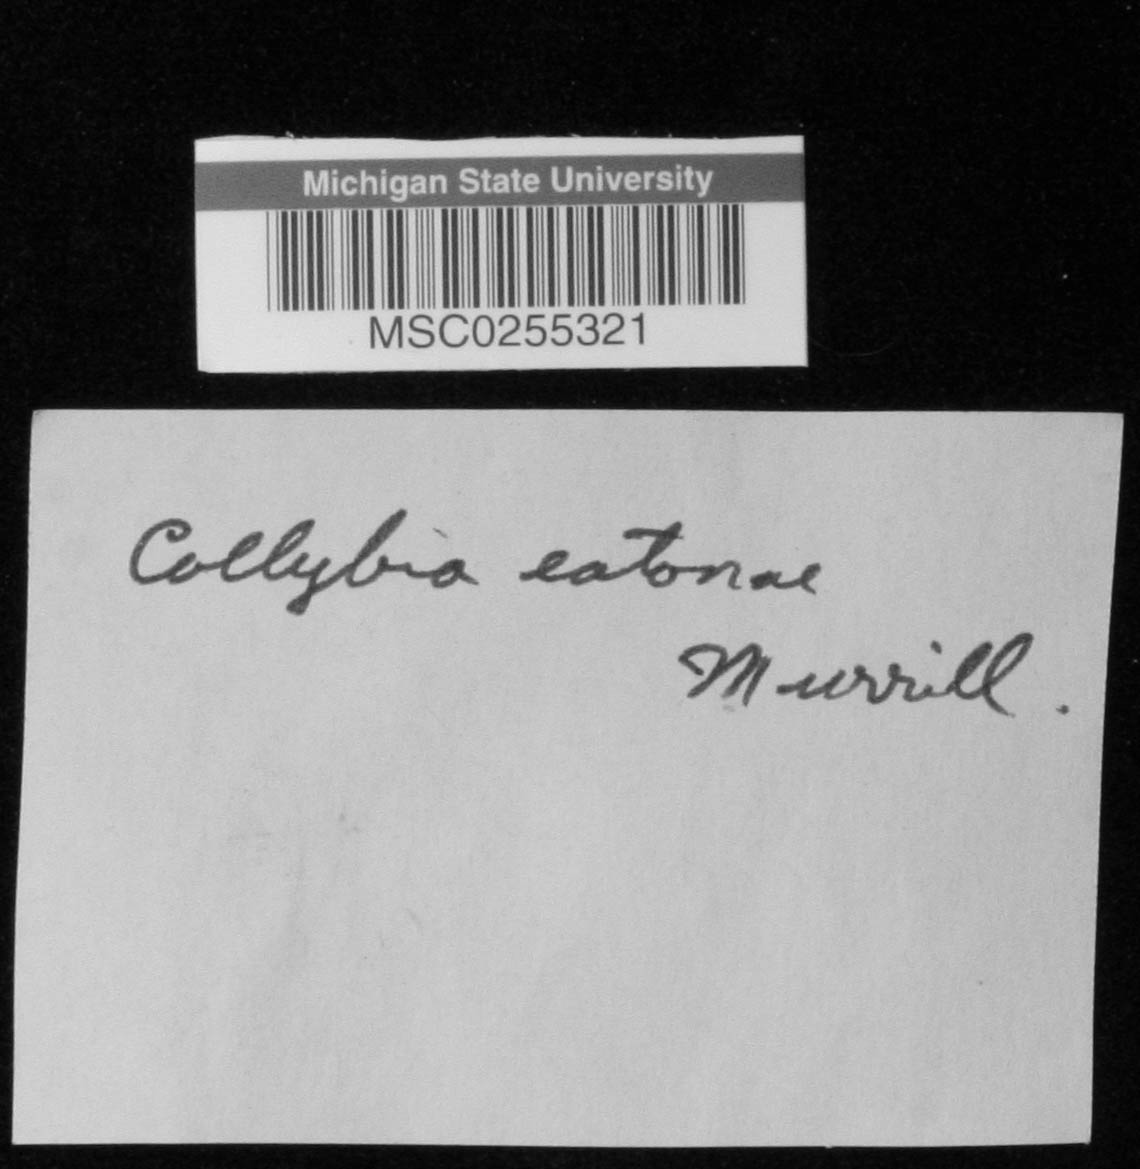 Michigan State University
MSC0255321
Collybia eatonae
Murrill.